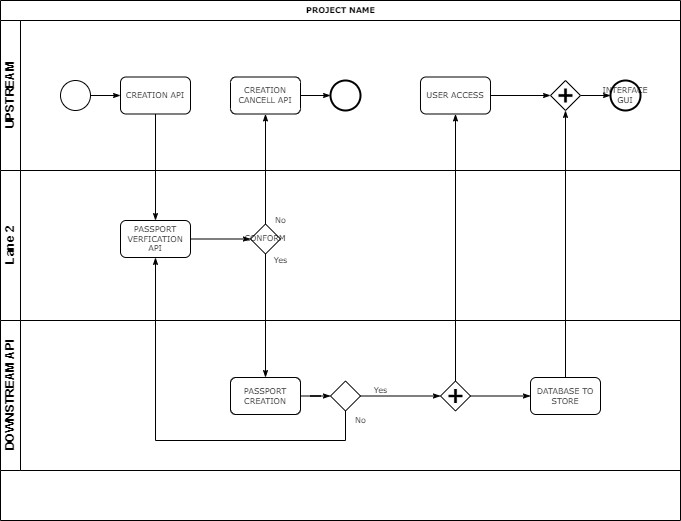 PROJECT NAME
UPSTREAM
CREATION API
CREATION
CANCELL API
USER ACCESS
INTERFACE
GUI
Lane 2
PASSPORT
VERFICATION
API
No
CONFORM
Yes
DOWNSTREAM API
PASSPORT
CREATION
Yes
No
DATABASE TO
STORE